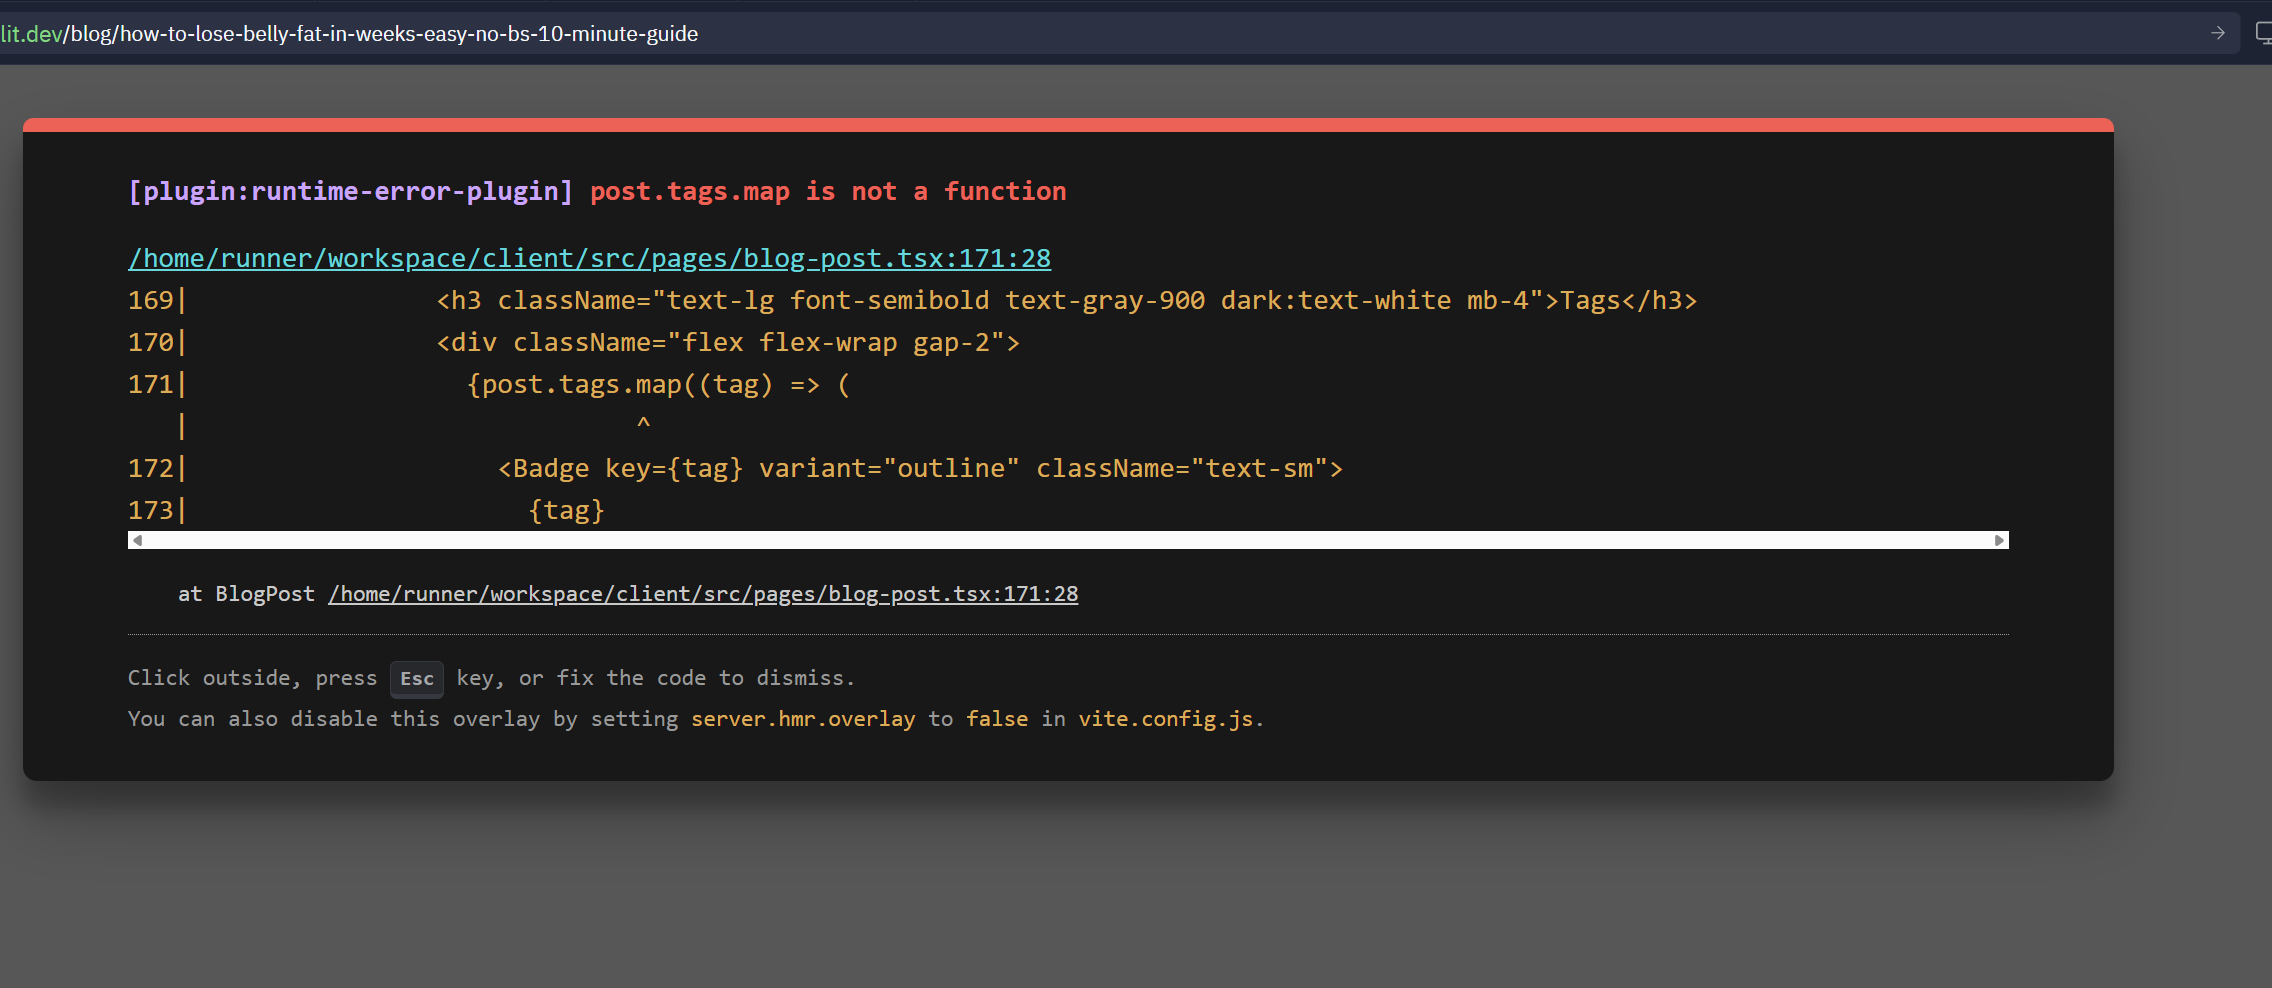 lit.dev/blog/how-to-lose-belly-fat-in-weeks-easy-no-bs-10-minute-guide
[plugin:runtime-error-plugin] post.tags.map is not a function
/home/runner/workspace/client/src/pages/blog-post.tsx:171:28
169|                <h3 className="text-lg font-semibold text-gray-900 dark:text-white mb-4">Tags</h3>
170|                <div className="flex flex-wrap gap-2">
171|                  {post.tags.map((tag) => (
   |                             ^
172|                    <Badge key={tag} variant="outline" className="text-sm">
173|                      {tag}
at BlogPost /home/runner/workspace/client/src/pages/blog-post.tsx:171:28
Click outside, press Esc key, or fix the code to dismiss.
You can also disable this overlay by setting server.hmr.overlay to false in vite.config.js.